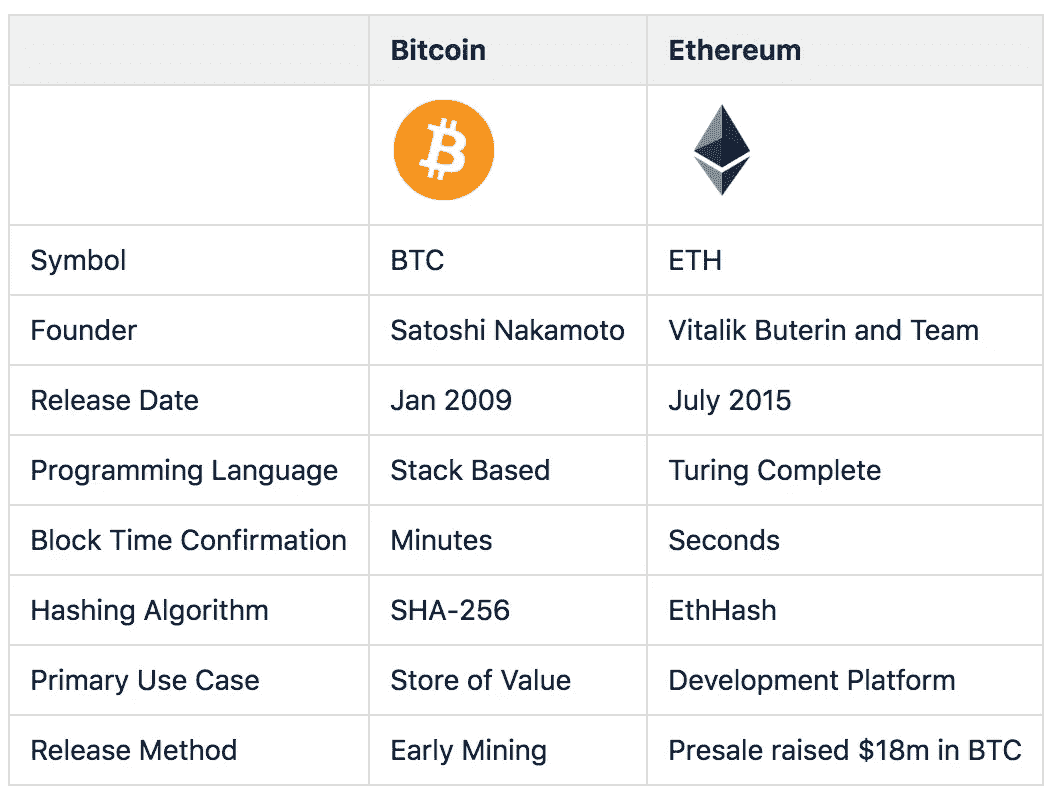 Bitcoin Ethereum
Symbol BTC ETH
Founder Satoshi Nakamoto Vitalik Buterin and Team
Release Date Jan 2009 July 2015
Programming Language Stack Based Turing Complete
Block Time Confirmation Minutes Seconds
Hashing Algorithm SHA-256 EthHash
Primary Use Case Store of Value Development Platform
Release Method Early Mining Presale raised $18m in BTC